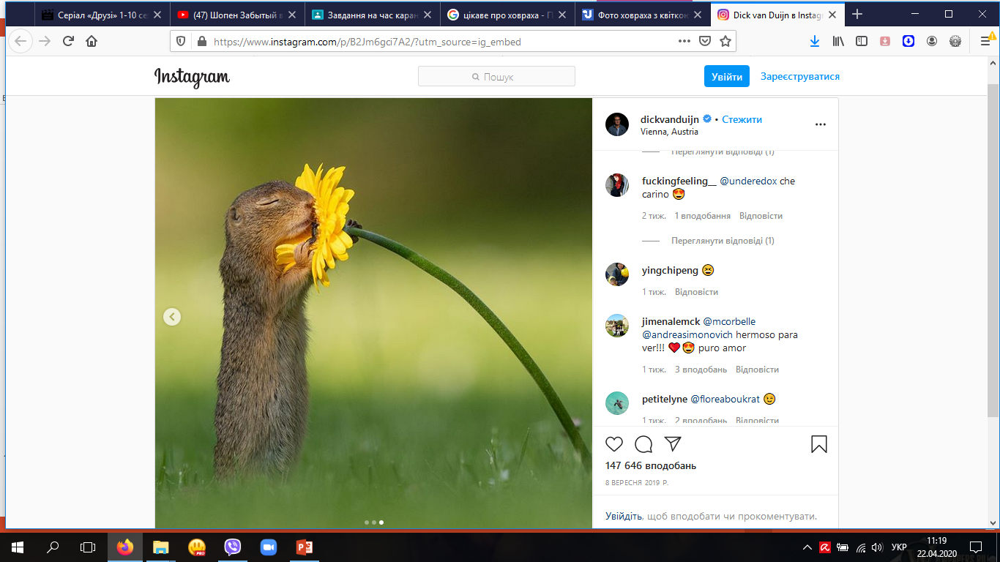 Серіал «Друзі» 1-10 се
(47) Шопен Забытый в
Завдання на час каран
цікаве про ховраха - П
Фото ховраха з квіткою
Dick van Duijn в Instagr
https://www.instagram.com/p/B2Jm6gci7A2/?utm_source=ig_embed
Instagram
Пошук
Увійти
Зареєструватися
dickvanduijn • Стежити
Vienna, Austria
Переглянути відповіді (1)
fuckingfeeling__ @underedox che
carino
2 тиж. 1 вподобання Відповісти
Переглянути відповіді (1)
yingchipeng
1 тиж. Відповісти
jimenalemck @mcorbelle
@andreasimonovich hermoso para
ver!!! puro amor
1 тиж. 3 вподобань Відповісти
petitelyne @floreaboukrat
1 тиж. 2 вподобань Відповісти
147 646 вподобань
8 ВЕРЕСНЯ 2019 Р.
Увійдіть, щоб вподобати чи прокоментувати.
PRO
УКР
11:19
22.04.2020